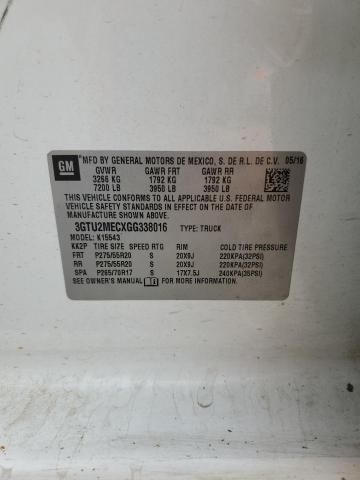 GM MFD BY GENERAL MOTORS DE MEXICO, S. DE R.L. DE C.V. 05/16
GVWR GAWR FRT GAWR RR
3266 KG 1792 KG 1792 KG
7200 LB 3950 LB 3950 LB
THIS VEHICLE CONFORMS TO ALL APPLICABLE U.S. FEDERAL MOTOR
VEHICLE SAFETY STANDARDS IN EFFECT ON THE DATE OF
MANUFACTURE SHOWN ABOVE.
3GTU2MECXGG338016 TYPE: TRUCK
MODEL: K15543
KK2P TIRE SIZE SPEED RTG RIM COLD TIRE PRESSURE
FRT P275/55R20 S 20X9J 220KPA(32PSI)
RR P275/55R20 S 20X9J 220KPA(32PSI)
SP P265/70R17 S 17X7.5J 240KPA(35PSI)
SEE OWNER'S MANUAL FOR MORE INFORMATION